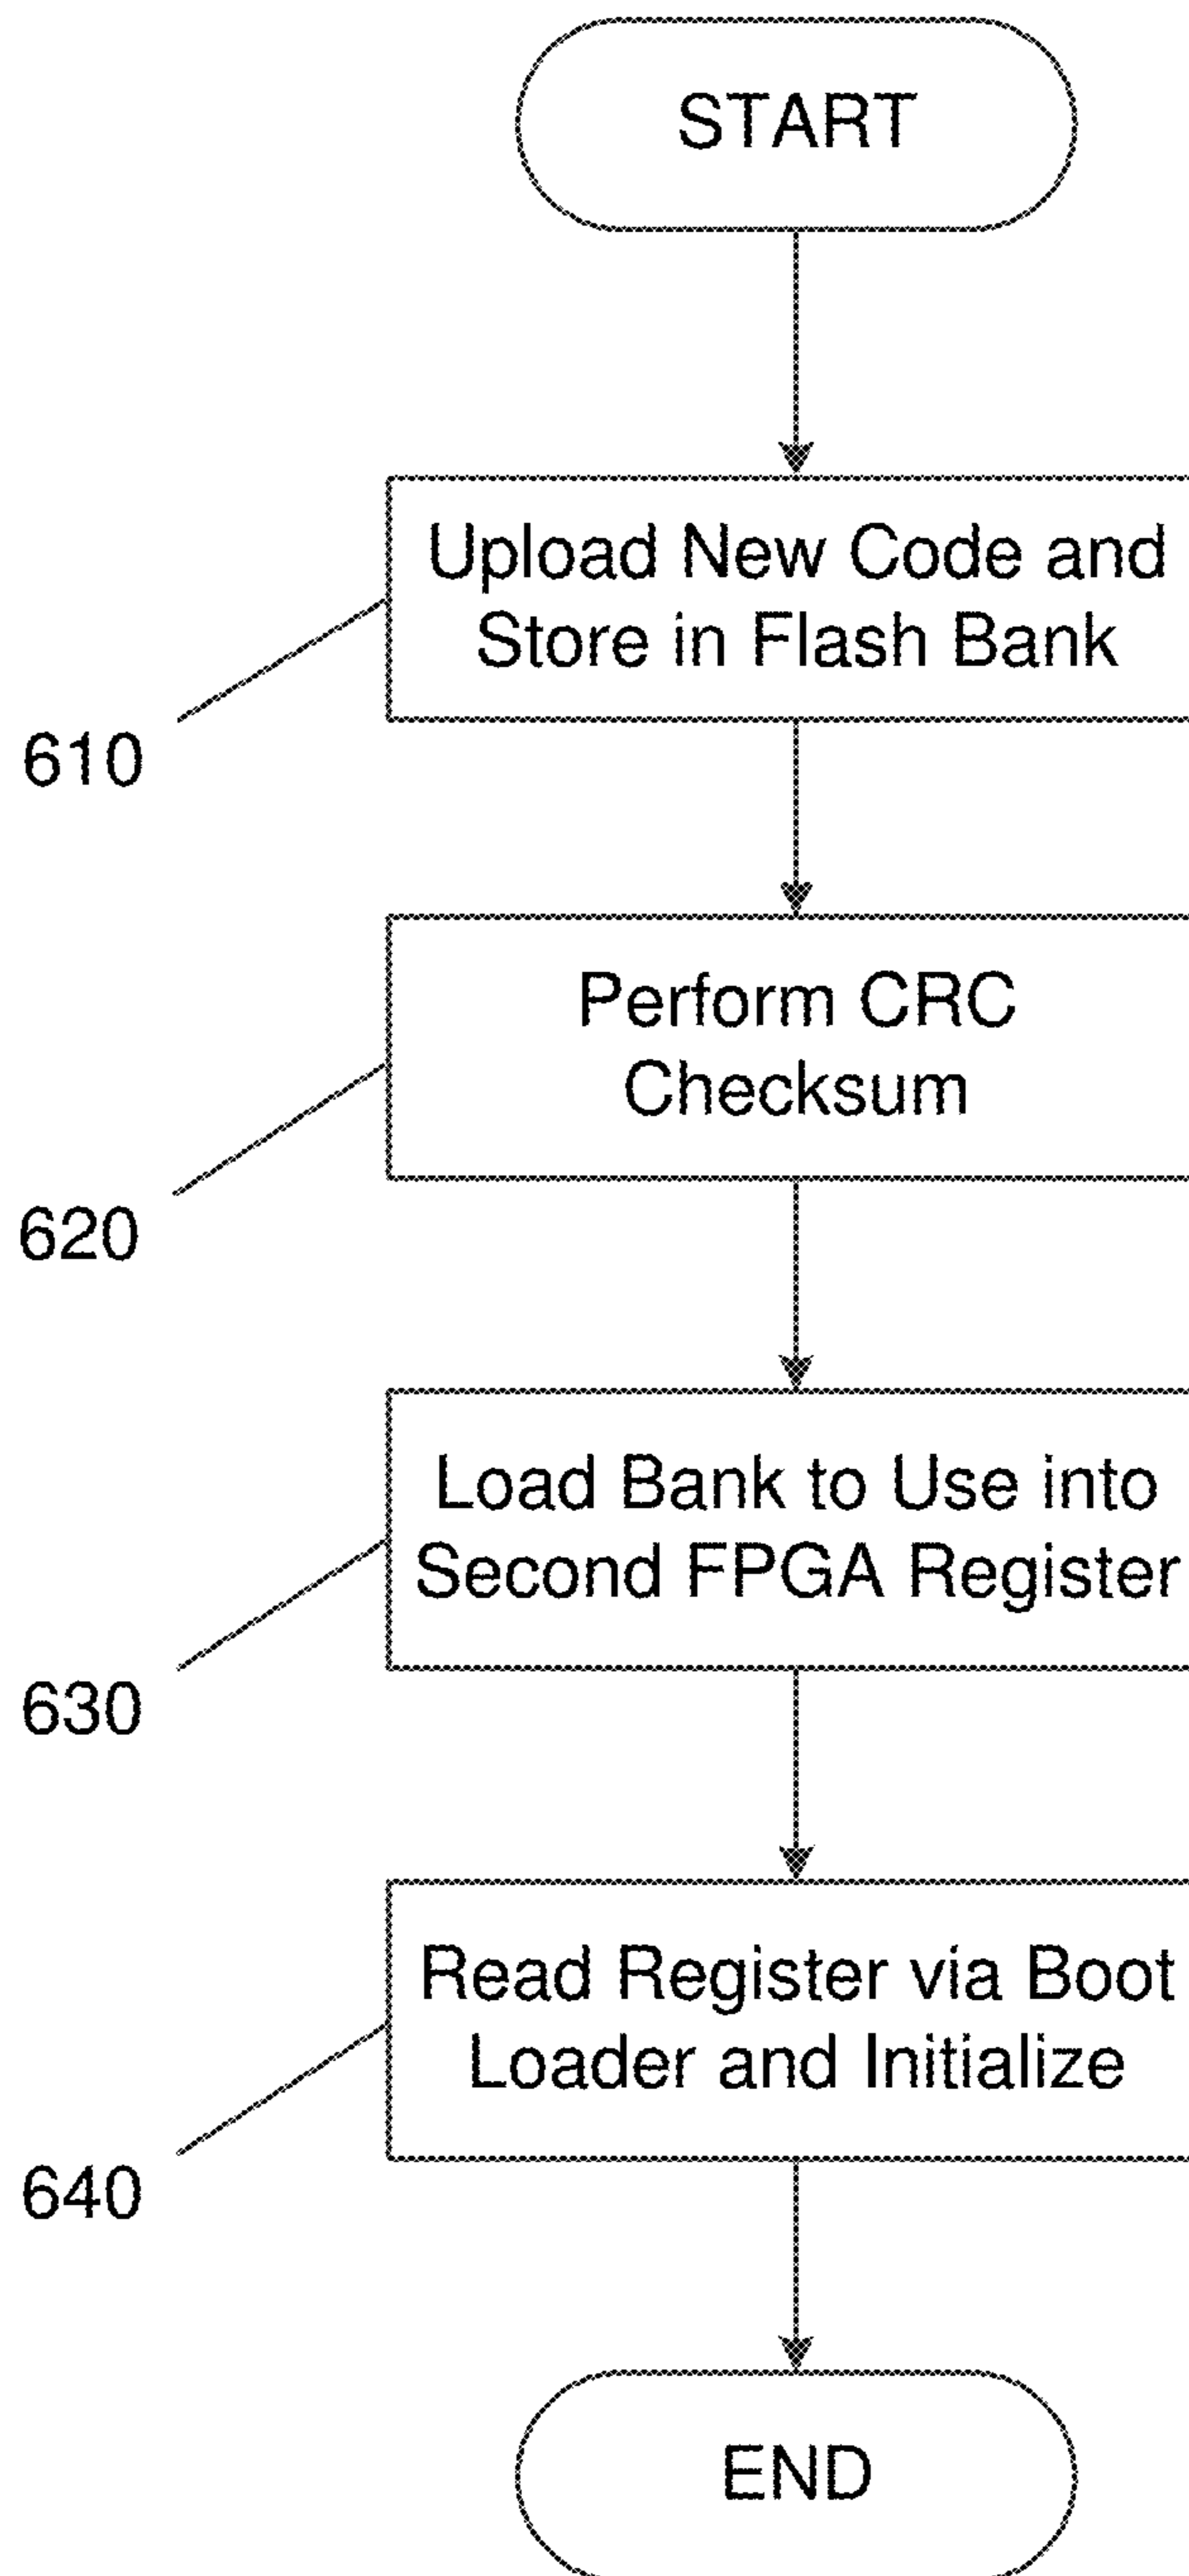 START
Upload New Code and
Store in Flash Bank
610
Perform CRC
Checksum
620
Load Bank to Use into
Second FPGA Register
630
Read Register via Boot
Loader and Initialize
640
END